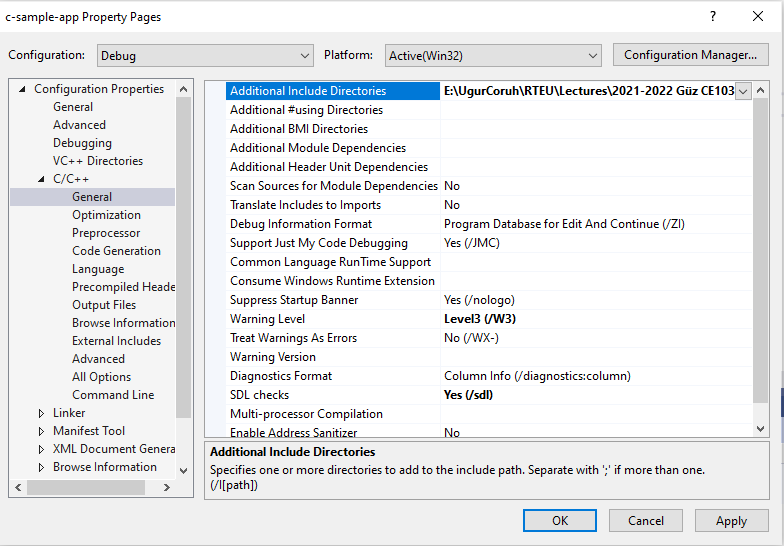 c-sample-app Property Pages
? 
Configuration: Debug Platform: Active(Win32) Configuration Manager...
Configuration Properties
General
Advanced
Debugging
VC++ Directories
C/C++
General
Optimization
Preprocessor
Code Generation
Language
Precompiled Heade
Output Files
Browse Information
External Includes
Advanced
All Options
Command Line
Linker
Manifest Tool
XML Document Genera
Browse Information
Additional Include Directories E:\UgurCoruh\RTEU\Lectures\2021-2022 Güz CE103
Additional #using Directories
Additional BMI Directories
Additional Module Dependencies
Additional Header Unit Dependencies
Scan Sources for Module Dependencies No
Translate Includes to Imports No
Debug Information Format Program Database for Edit And Continue (/ZI)
Support Just My Code Debugging Yes (/JMC)
Common Language RunTime Support
Consume Windows Runtime Extension
Suppress Startup Banner Yes (/nologo)
Warning Level Level3 (/W3)
Treat Warnings As Errors No (/WX-)
Warning Version
Diagnostics Format Column Info (/diagnostics:column)
SDL checks Yes (/sdl)
Multi-processor Compilation
Enable Address Sanitizer No
Additional Include Directories
Specifies one or more directories to add to the include path. Separate with ';' if more than one.
(/I[path])
OK Cancel Apply